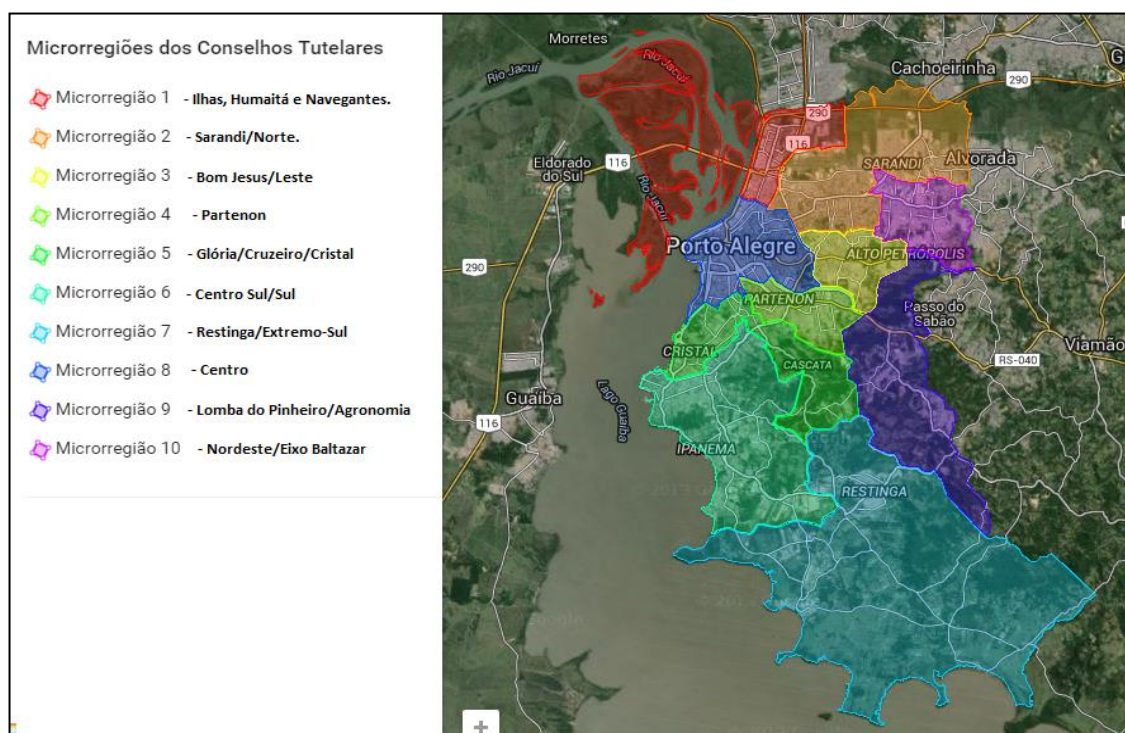 Microrregiões dos Conselhos Tutelares
Microrregião 1 - Ilhas, Humaitá e Navegantes.
Microrregião 2 - Sarandi/Norte.
Microrregião 3 - Bom Jesus/Leste
Microrregião 4 - Partenon
Microrregião 5 - Glória/Cruzeiro/Cristal
Microrregião 6 - Centro Sul/Sul
Microrregião 7 - Restinga/Extremo-Sul
Microrregião 8 - Centro
Microrregião 9 - Lomba do Pinheiro/Agronomia
Microrregião 10 - Nordeste/Eixo Baltazar
Morretes
Rio Jacuí
Rio Jacuí
Cachoeirinha
G
290
290
116
Eldorado
do Sul
116
SARANDI
Alvorada
Rio Jacuí
Porto Alegre
ALTO PETRÓPOLIS
290
PARTENON
Passo do
Sabão
Viamão
RS-040
CRISTAL
CASCATA
Guaíba
Lago Guaíba
116
IPANEMA
RESTINGA
+